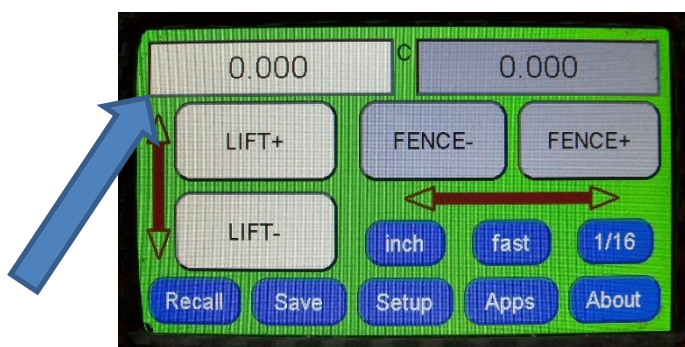 0.000 C 0.000
LIFT+ FENCE- FENCE+
LIFT-
inch fast 1/16
Recall Save Setup Apps About